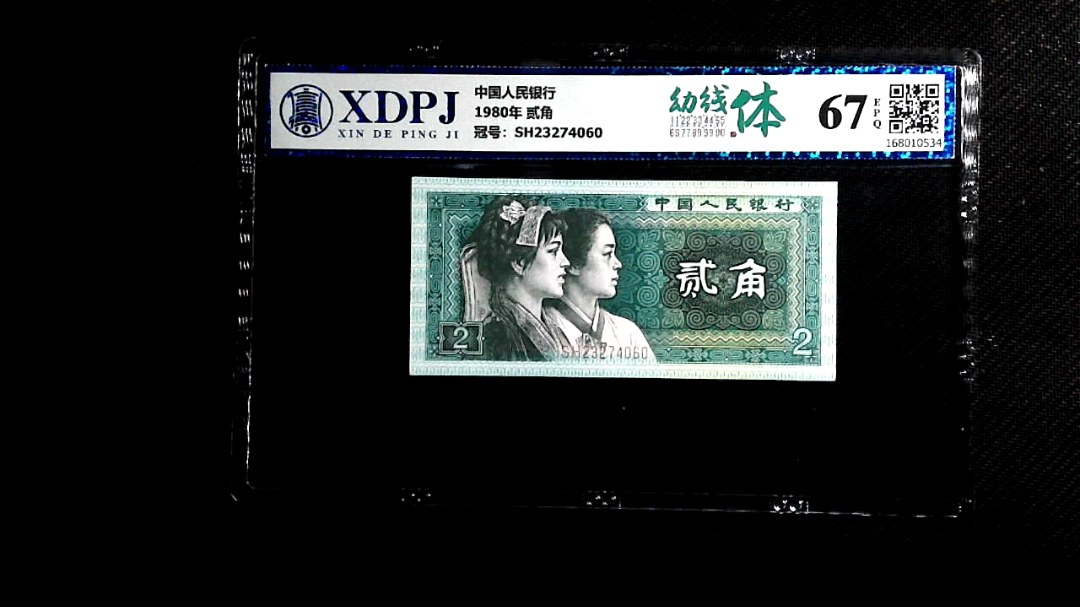 XDPJ
XIN DE PING JI
中国人民银行
1980年 贰角
冠号：SH23274060
幼线体
67
EPQ
168010534
中国人民银行
贰角
2
2
SH23274060